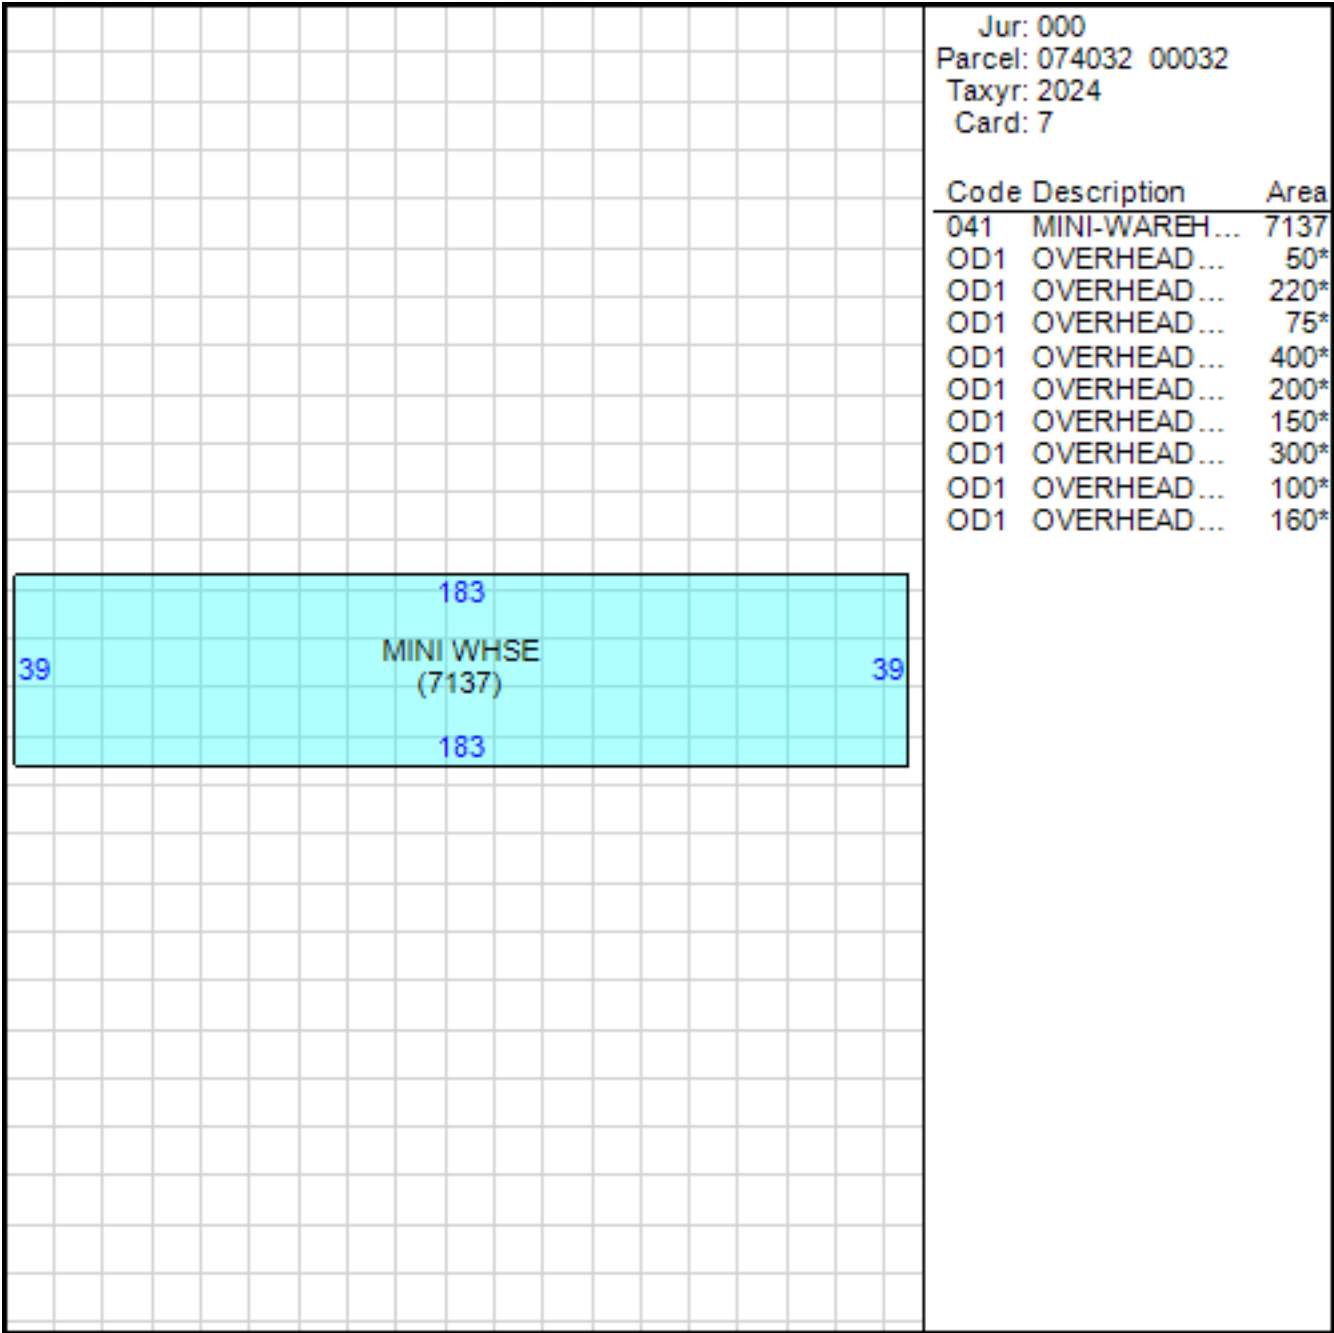 Jur: 000
Parcel: 074032 00032
Taxyr: 2024
Card: 7
Code Description Area
041 MINI-WAREH... 7137
OD1 OVERHEAD... 50*
OD1 OVERHEAD... 220*
OD1 OVERHEAD... 75*
OD1 OVERHEAD... 400*
OD1 OVERHEAD... 200*
OD1 OVERHEAD... 150*
OD1 OVERHEAD... 300*
OD1 OVERHEAD... 100*
OD1 OVERHEAD... 160*
183
MINI WHSE
39 39
(7137)
183